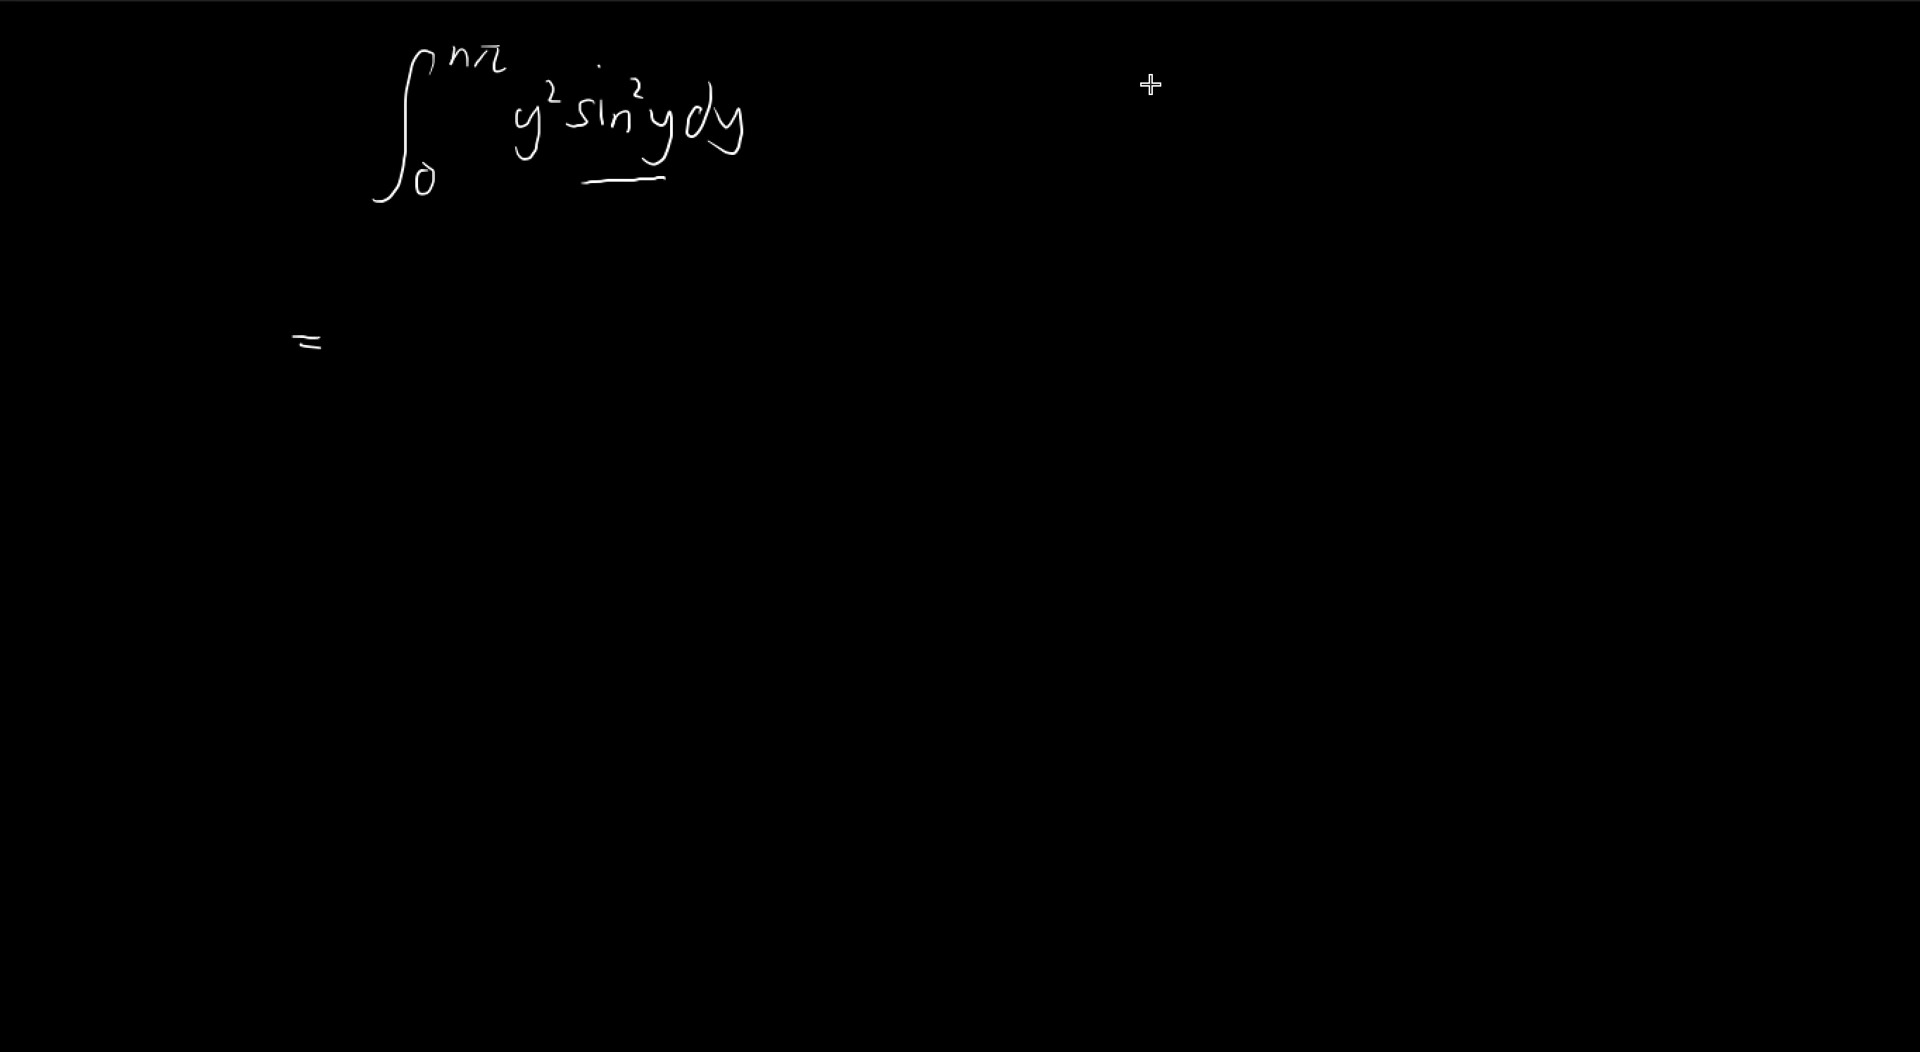 ∫₀^{nπ} y² sin² y dy
=